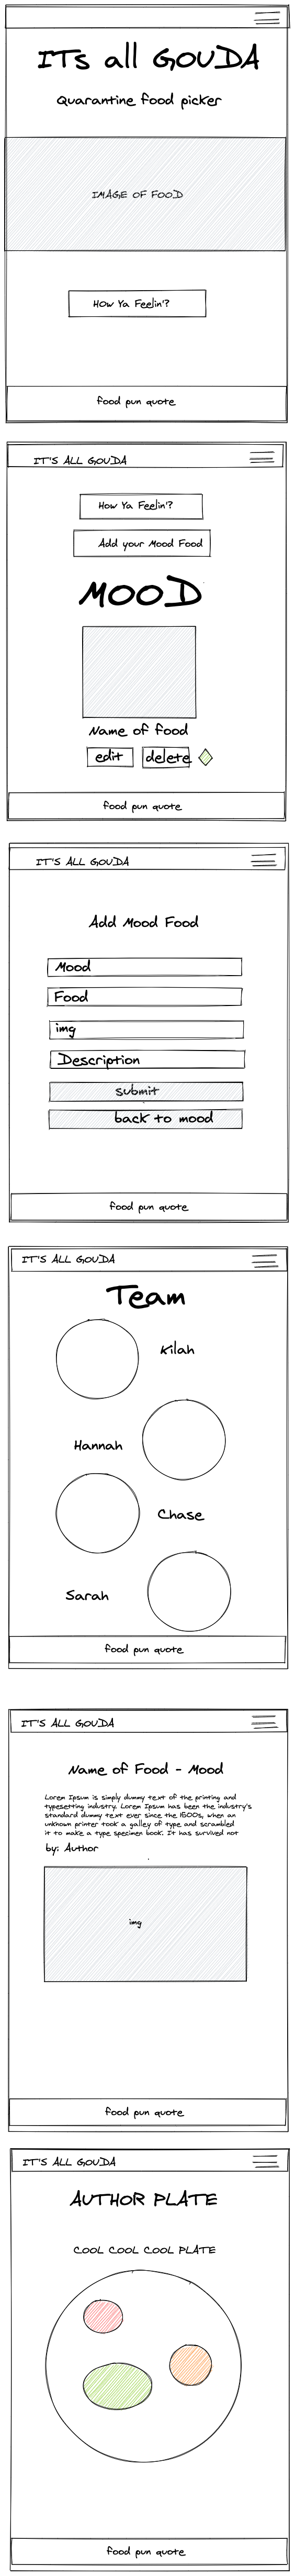 ITs all GOUDA
Quarantine food picker
IMAGE OF FOOD
How Ya Feelin'?
food pun quote
IT'S ALL GOUDA
How Ya Feelin'?
Add your Mood Food
MOOD
Name of food
edit delete
food pun quote
IT'S ALL GOUDA
Add Mood Food
Mood
Food
img
Description
submit
back to mood
food pun quote
IT'S ALL GOUDA
Team
Kilah
Hannah
Chase
Sarah
food pun quote
IT'S ALL GOUDA
Name of Food - Mood
Lorem Ipsum is simply dummy text of the printing and
typesetting industry. Lorem Ipsum has been the industry's
standard dummy text ever since the 1500s, when an
unknown printer took a galley of type and scrambled
it to make a type specimen book. It has survived not
by: Author
img
food pun quote
IT'S ALL GOUDA
AUTHOR PLATE
COOL COOL COOL PLATE
food pun quote